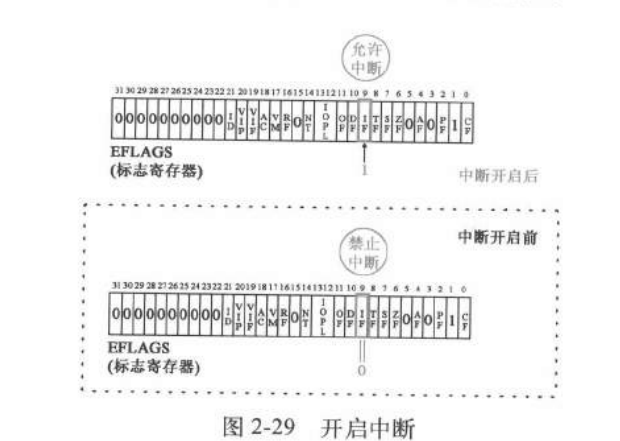 允许
中断
31 30 29 28 27 26 25 24 23 22 21 20 19 18 17 16 15 14 13 12 11 10 9 8 7 6 5 4 3 2 1 0
0 0 0 0 0 0 0 0 0 0 ID VIP VIF AC VM RF 0 NT IOPL OF DF IF TF SF ZF 0 AF 0 PF 1 CF
EFLAGS
(标志寄存器)
1
中断开启后
中断开启前
禁止
中断
31 30 29 28 27 26 25 24 23 22 21 20 19 18 17 16 15 14 13 12 11 10 9 8 7 6 5 4 3 2 1 0
0 0 0 0 0 0 0 0 0 0 ID VIP VIF AC VM RF 0 NT IOPL OF DF IF TF SF ZF 0 AF 0 PF 1 CF
EFLAGS
(标志寄存器)
0
图 2-29 开启中断